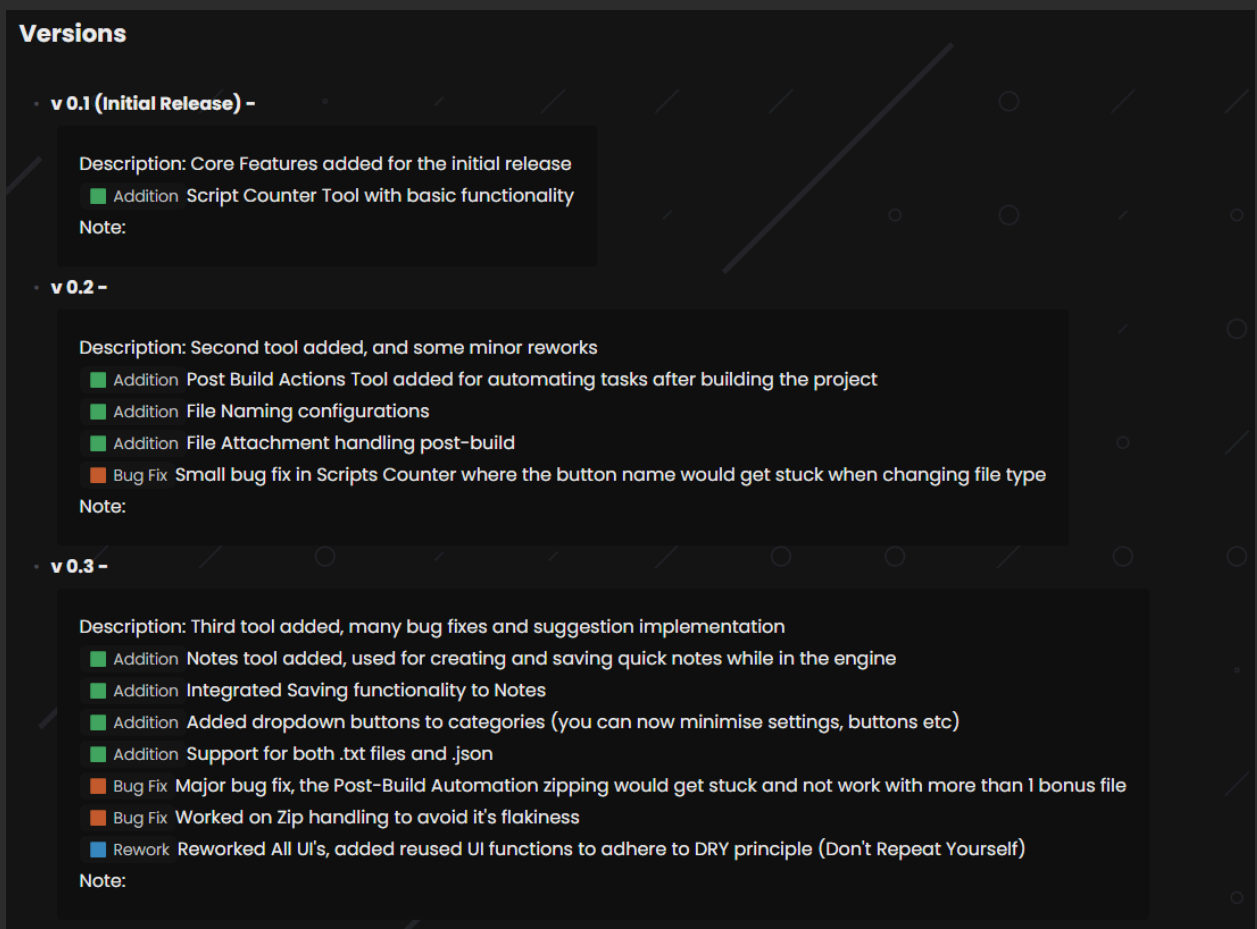 Versions
v 0.1 (Initial Release) -
Description: Core Features added for the initial release
Addition Script Counter Tool with basic functionality
Note:
v 0.2 -
Description: Second tool added, and some minor reworks
Addition Post Build Actions Tool added for automating tasks after building the project
Addition File Naming configurations
Addition File Attachment handling post-build
Bug Fix Small bug fix in Scripts Counter where the button name would get stuck when changing file type
Note:
v 0.3 -
Description: Third tool added, many bug fixes and suggestion implementation
Addition Notes tool added, used for creating and saving quick notes while in the engine
Addition Integrated Saving functionality to Notes
Addition Added dropdown buttons to categories (you can now minimise settings, buttons etc)
Addition Support for both .txt files and .json
Bug Fix Major bug fix, the Post-Build Automation zipping would get stuck and not work with more than 1 bonus file
Bug Fix Worked on Zip handling to avoid it's flakiness
Rework Reworked All UI's, added reused UI functions to adhere to DRY principle (Don't Repeat Yourself)
Note: